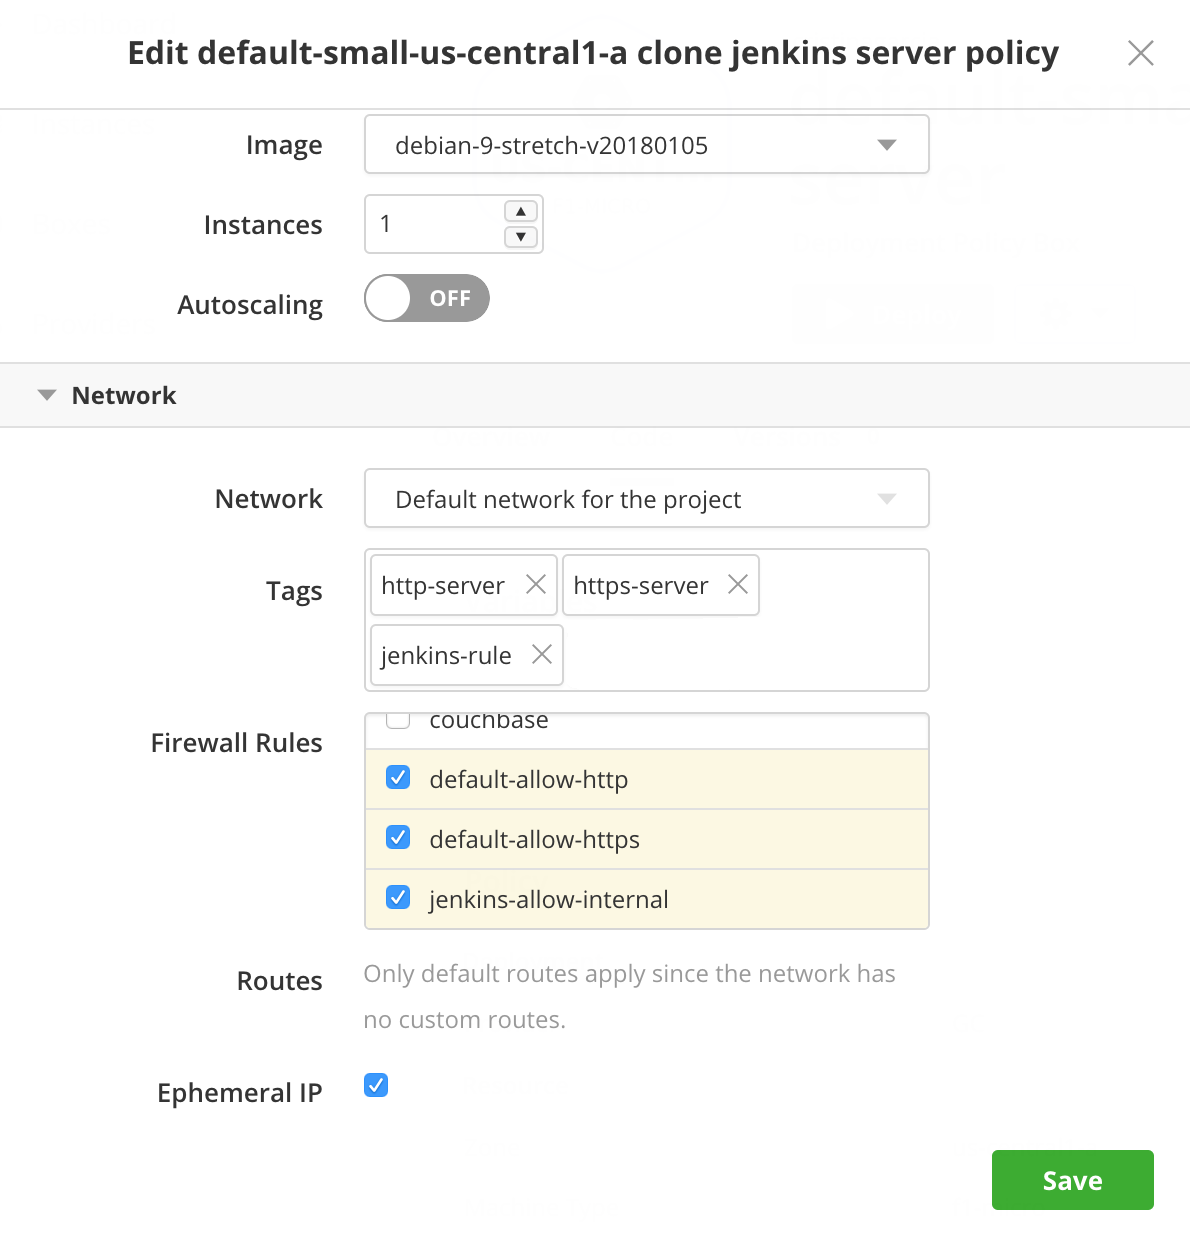 Edit default-small-us-central1-a clone jenkins server policy
Image
debian-9-stretch-v20180105
Instances
1
Autoscaling
OFF
Network
Network
Default network for the project
Tags
http-server
https-server
jenkins-rule
Firewall Rules
couchbase
default-allow-http
default-allow-https
jenkins-allow-internal
Routes
Only default routes apply since the network has
no custom routes.
Ephemeral IP
Save